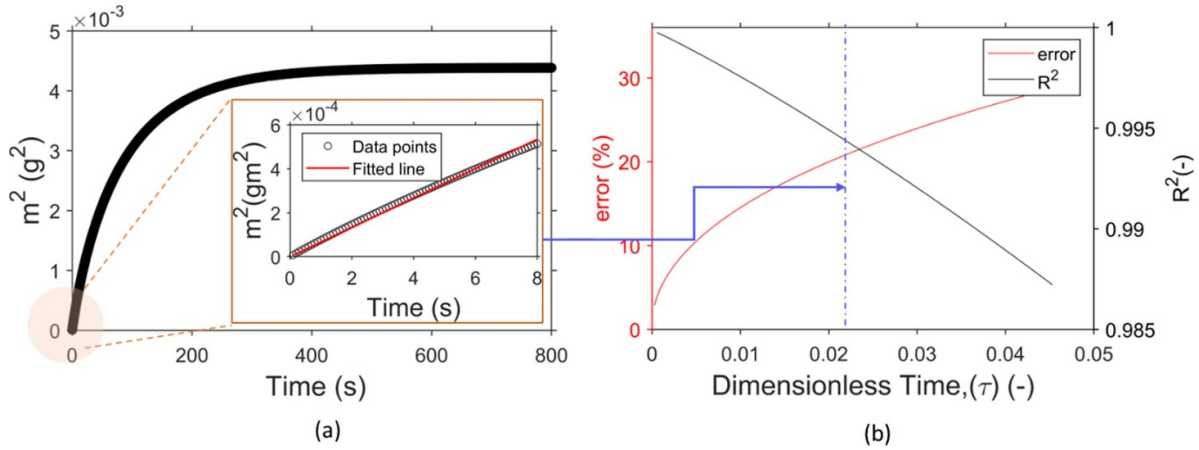 ×10⁻³
5
4
3
2
1
0
m² (g²)
0
200
400
600
800
Time (s)
×10⁻⁴
6
4
2
0
m²(gm²)
Data points
Fitted line
0
2
4
6
8
Time (s)
(a)
30
20
10
0
error (%)
error
R²
1
0.995
0.99
0.985
R²(-)
0
0.01
0.02
0.03
0.04
0.05
Dimensionless Time,(τ) (-)
(b)